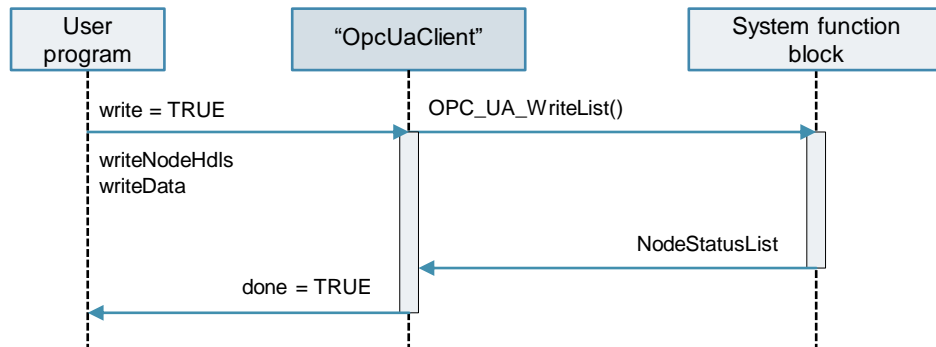 User
program
“OpcUaClient”
System function
block
write = TRUE
OPC_UA_WriteList()
writeNodeHdls
writeData
NodeStatusList
done = TRUE